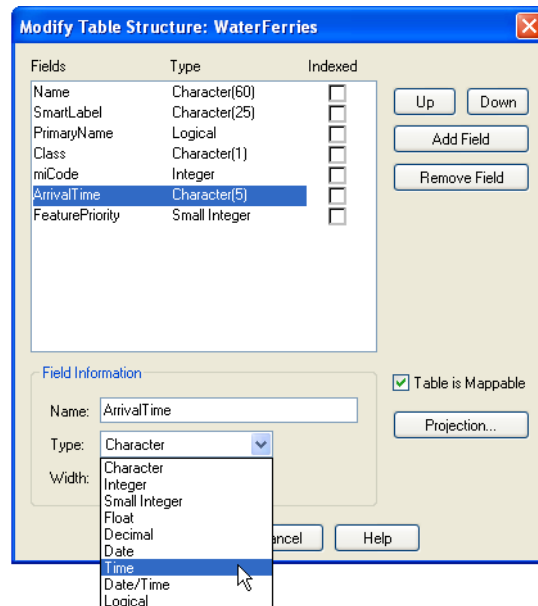 Modify Table Structure: WaterFerries
Fields Type Indexed
Name Character(60)
SmartLabel Character(25)
PrimaryName Logical
Class Character(1)
miCode Integer
ArrivalTime Character(5)
FeaturePriority Small Integer
Up Down
Add Field
Remove Field
Field Information
Table is Mappable
Name: ArrivalTime
Projection...
Type: Character
Width:
Character
Integer
Small Integer
Float
Decimal
Date
Time
Date/Time
Logical
ancel Help